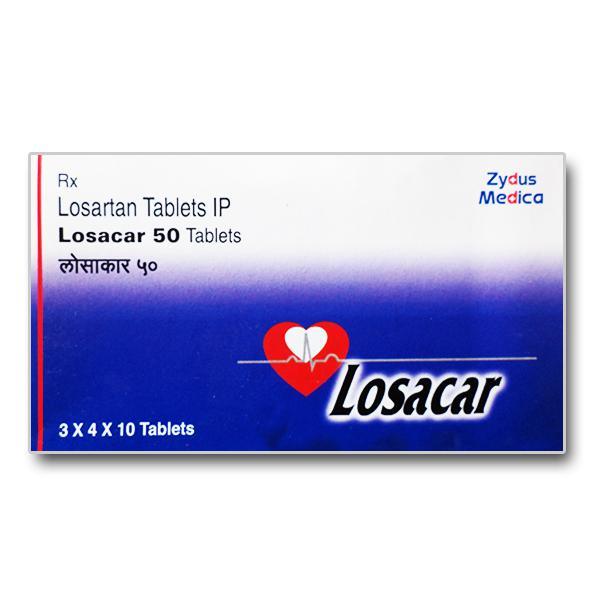 Rx
Losartan Tablets IP
Losacar 50 Tablets
लोसाकार ५०
Zydus
Medica
Losacar
3 X 4 X 10 Tablets